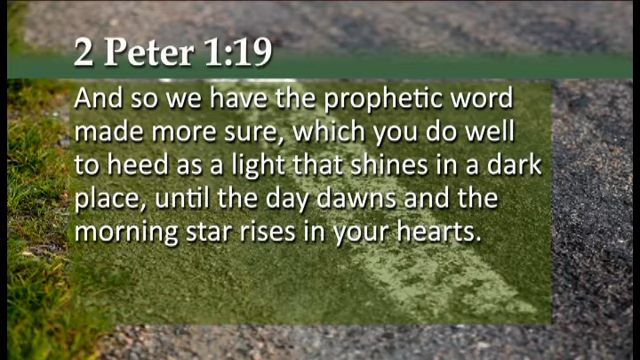 2 Peter 1:19
And so we have the prophetic word
made more sure, which you do well
to heed as a light that shines in a dark
place, until the day dawns and the
morning star rises in your hearts.